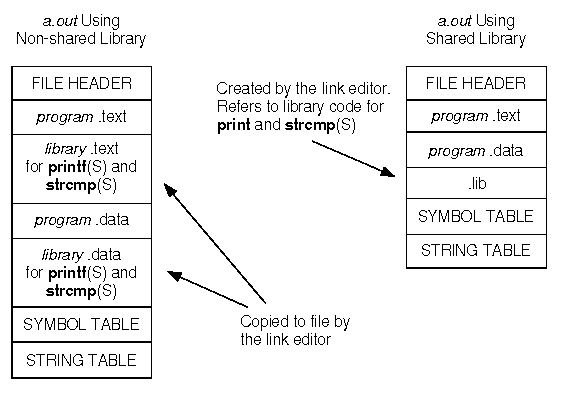 a.out Using
Non-shared Library
FILE HEADER
program .text
library .text
for printf(S) and
strcmp(S)
program .data
library .data
for printf(S) and
strcmp(S)
SYMBOL TABLE
STRING TABLE
Created by the link editor.
Refers to library code for
print and strcmp(S)
Copied to file by
the link editor
a.out Using
Shared Library
FILE HEADER
program .text
program .data
.lib
SYMBOL TABLE
STRING TABLE